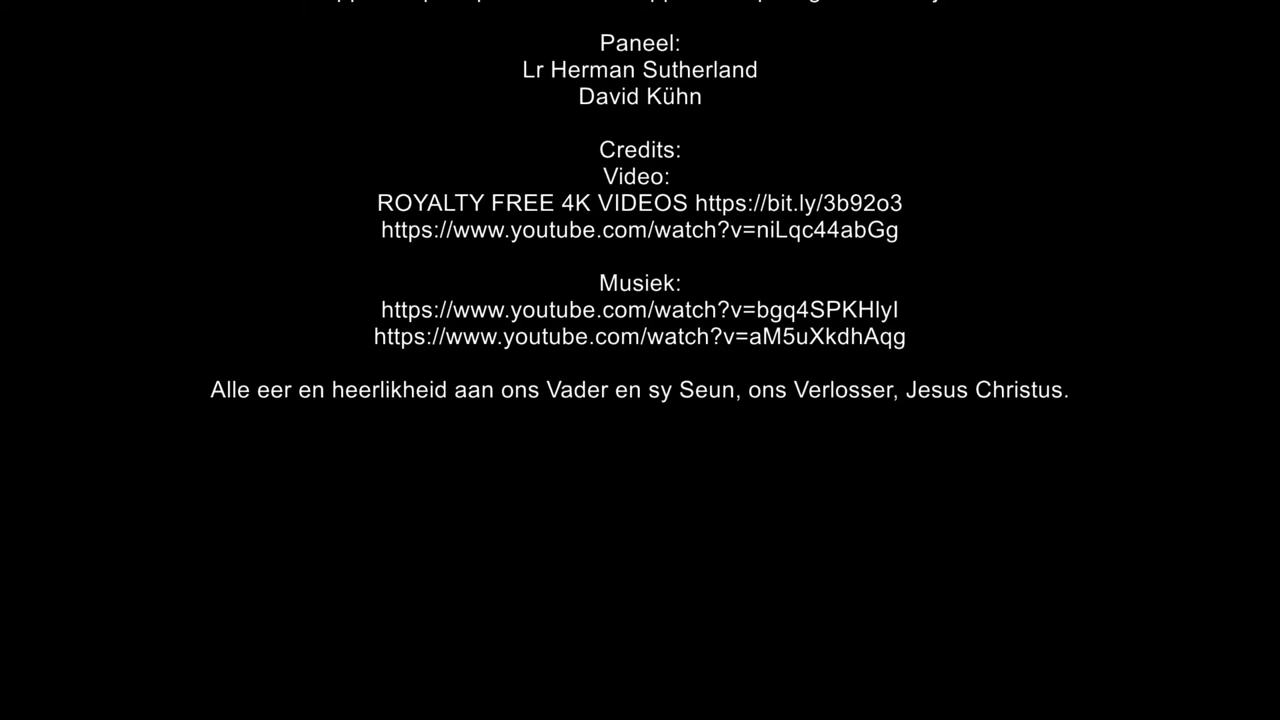 Paneel:
Lr Herman Sutherland
David Kühn
Credits:
Video:
ROYALTY FREE 4K VIDEOS https://bit.ly/3b92o3
https://www.youtube.com/watch?v=niLqc44abGg
Musiek:
https://www.youtube.com/watch?v=bgq4SPKHlyI
https://www.youtube.com/watch?v=aM5uXkdhAqg
Alle eer en heerlikheid aan ons Vader en sy Seun, ons Verlosser, Jesus Christus.